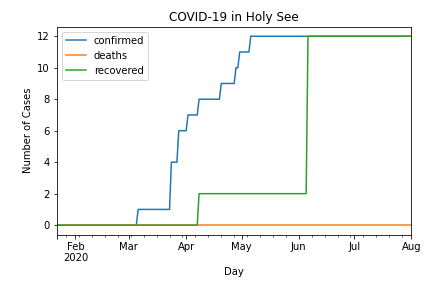 COVID-19 in Holy See
confirmed
deaths
recovered
Number of Cases
12
10
8
6
4
2
0
Feb Mar Apr May Jun Jul Aug
2020
Day